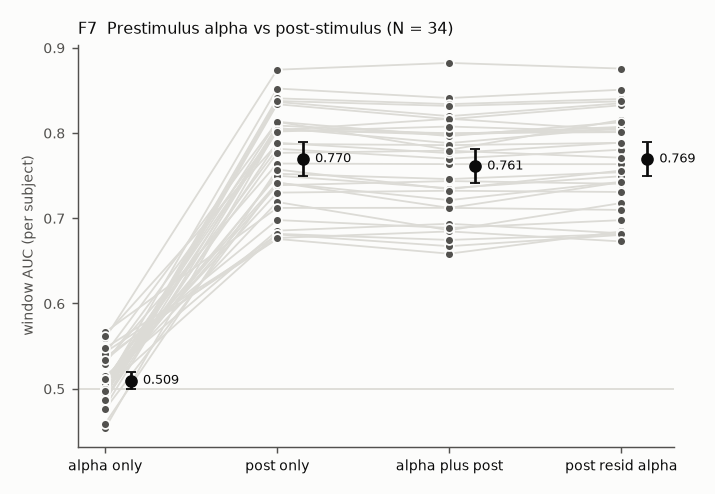 F7  Prestimulus alpha vs post-stimulus (N = 34)
window AUC (per subject)
0.9
0.8
0.7
0.6
0.5
0.509
0.770
0.761
0.769
alpha only
post only
alpha plus post
post resid alpha